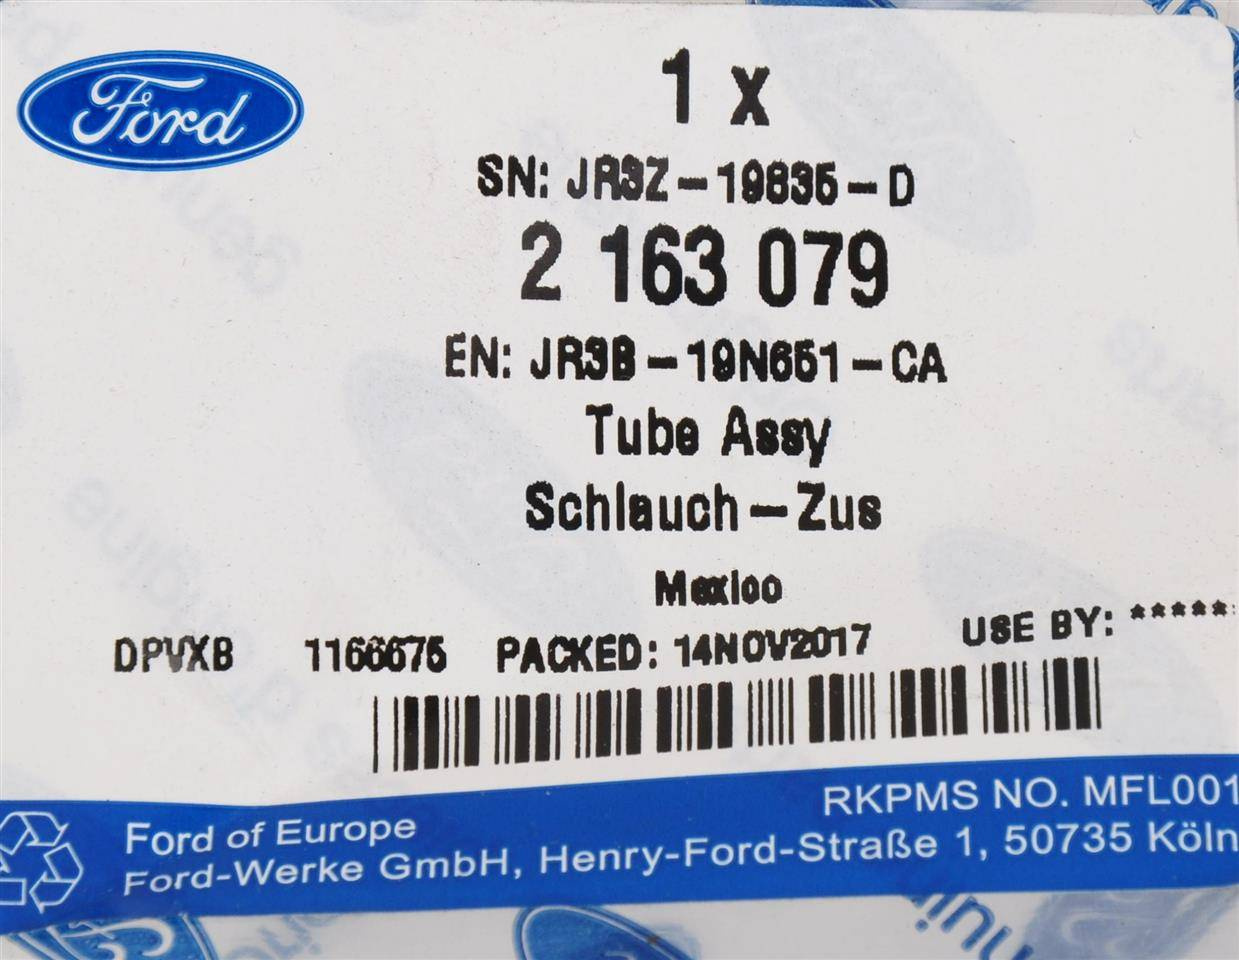 Ford
1 x
SN: JR3Z-19835-D
2 163 079
EN: JR3B-19N651-CA
Tube Assy
Schlauch-Zus
Mexico
DPVXB 1166675 PACKED: 14NOV2017 USE BY: *****
RKPMS NO. MFL001
Ford of Europe
Ford-Werke GmbH, Henry-Ford-Straße 1, 50735 Köln